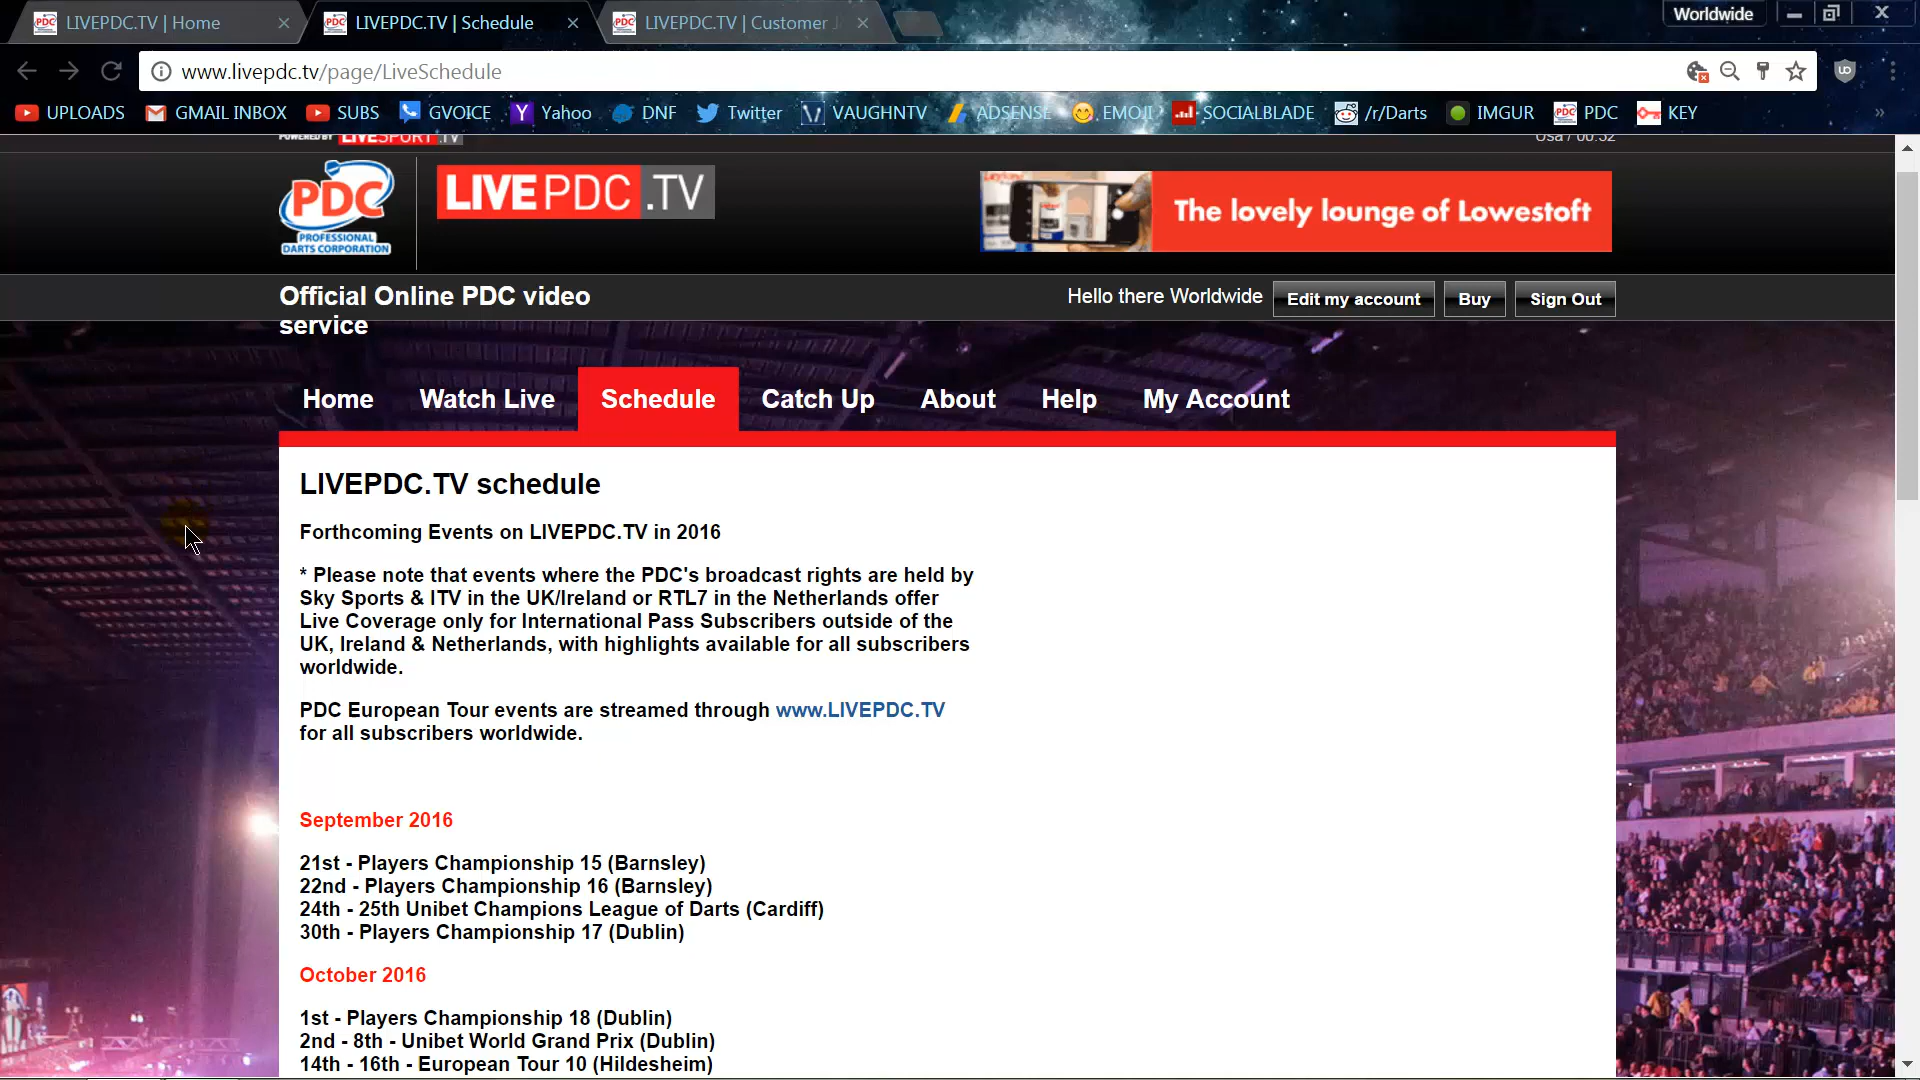 LIVEPDC.TV | Home
LIVEPDC.TV | Schedule
LIVEPDC.TV | Customer
Worldwide
www.livepdc.tv/page/LiveSchedule
UPLOADS
GMAIL INBOX
SUBS
GVOICE
Yahoo
DNF
Twitter
VAUGHNTV
ADSENSE
EMOJI
SOCIALBLADE
/r/Darts
IMGUR
PDC
KEY
POWERED BY LIVESPORT.TV
Usa / 00:52
PDC
PROFESSIONAL
DARTS CORPORATION
LIVEPDC.TV
The lovely lounge of Lowestoft
Official Online PDC video
service
Hello there Worldwide
Edit my account
Buy
Sign Out
Home
Watch Live
Schedule
Catch Up
About
Help
My Account
LIVEPDC.TV schedule
Forthcoming Events on LIVEPDC.TV in 2016
* Please note that events where the PDC's broadcast rights are held by
Sky Sports & ITV in the UK/Ireland or RTL7 in the Netherlands offer
Live Coverage only for International Pass Subscribers outside of the
UK, Ireland & Netherlands, with highlights available for all subscribers
worldwide.
PDC European Tour events are streamed through www.LIVEPDC.TV
for all subscribers worldwide.
September 2016
21st - Players Championship 15 (Barnsley)
22nd - Players Championship 16 (Barnsley)
24th - 25th Unibet Champions League of Darts (Cardiff)
30th - Players Championship 17 (Dublin)
October 2016
1st - Players Championship 18 (Dublin)
2nd - 8th - Unibet World Grand Prix (Dublin)
14th - 16th - European Tour 10 (Hildesheim)